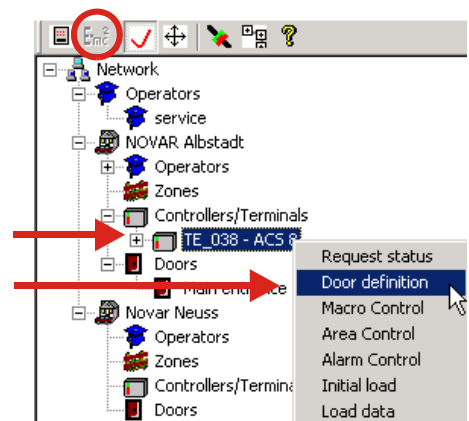 E=mc²
Network
Operators
service
NOVAR Albstadt
Operators
Zones
Controllers/Terminals
TE_038 - ACS 8
Doors
Main entrance
Novar Neuss
Operators
Zones
Controllers/Termina
Doors
Request status
Door definition
Macro Control
Area Control
Alarm Control
Initial load
Load data